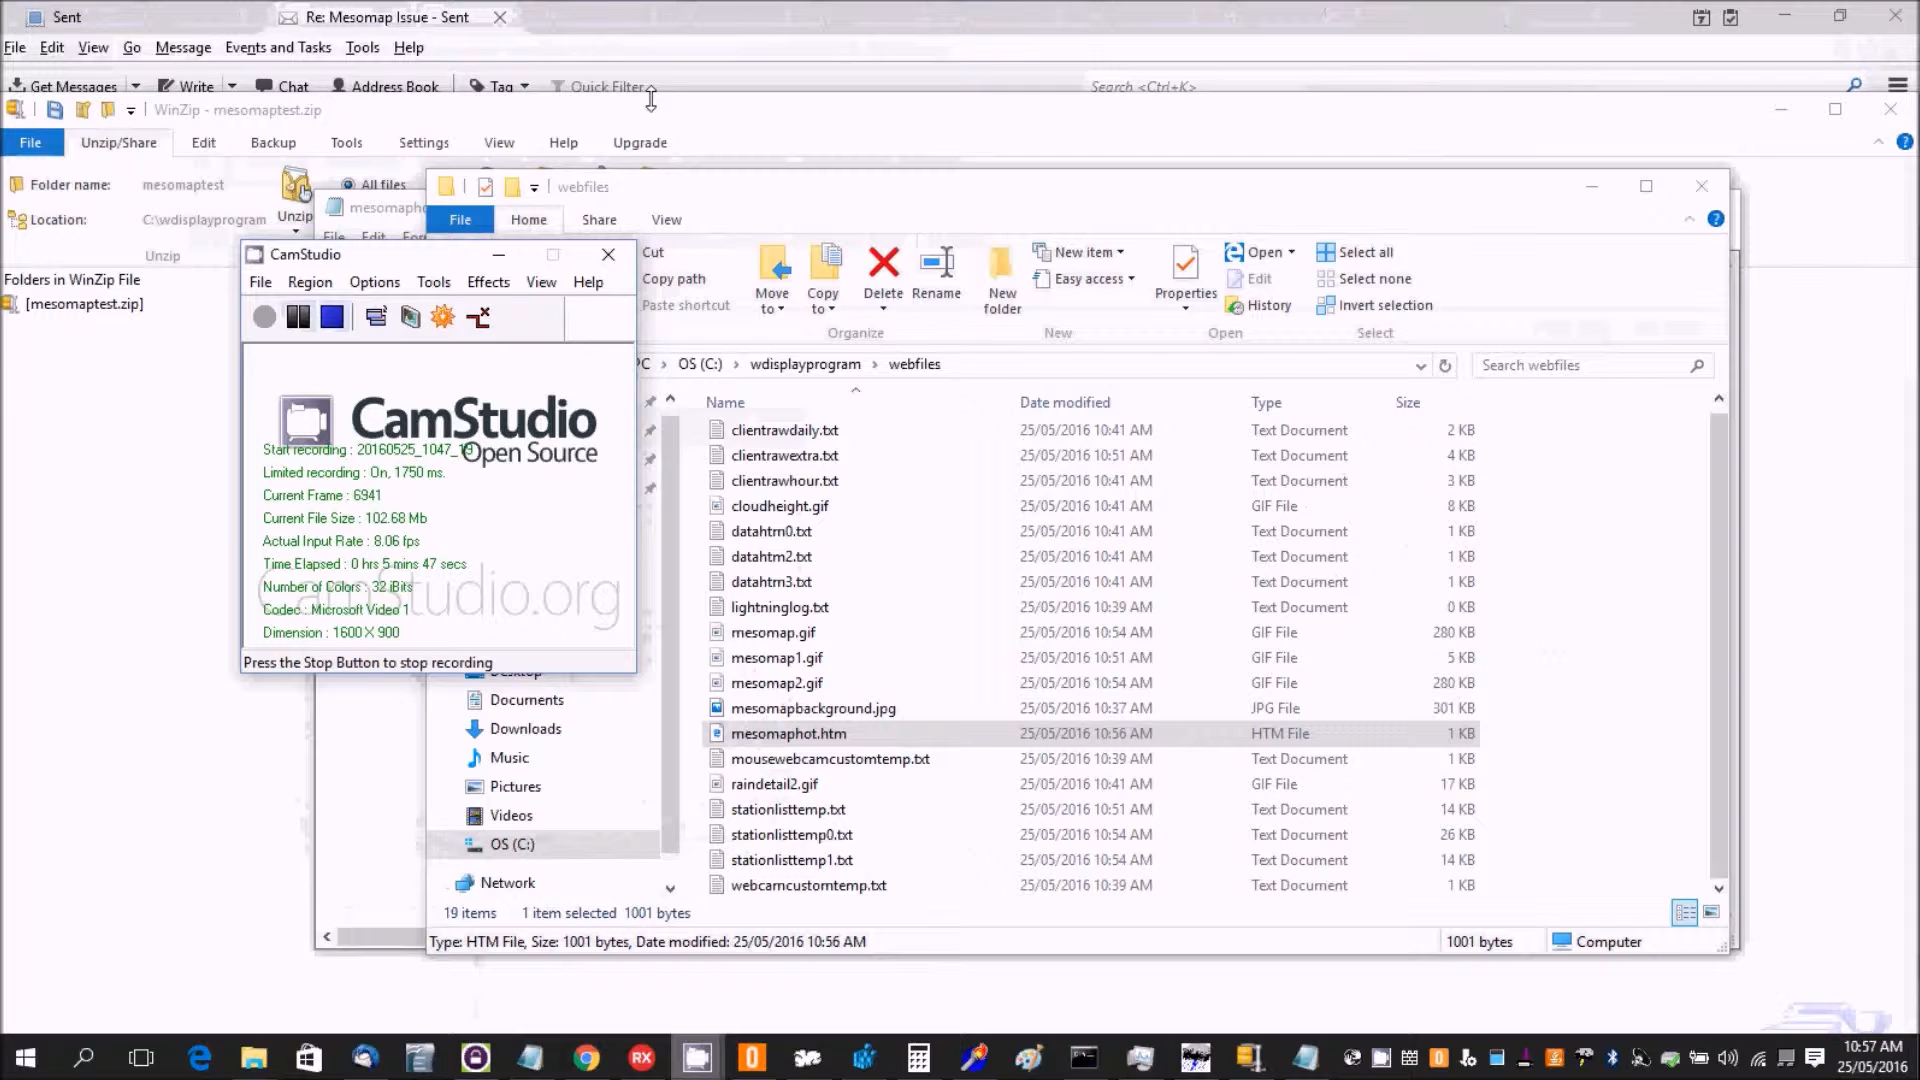 Sent
Re: Mesomap Issue - Sent
File Edit View Go Message Events and Tasks Tools Help
Get Messages Write Chat Address Book Tag Quick Filter Search <Ctrl+K>
WinZip - mesomaptest.zip
File Unzip/Share Edit Backup Tools Settings View Help Upgrade
Folder name: mesomaptest
Location: C:\wdisplayprogram
Unzip
All files
Unzip
Folders in WinZip File
[mesomaptest.zip]
File Edit
webfiles
File Home Share View
Cut
Copy path
Paste shortcut
Move to
Copy to
Delete
Rename
Organize
New folder
New item
Easy access
New
Properties
Open
Edit
History
Open
Select all
Select none
Invert selection
Select
OS (C:) > wdisplayprogram > webfiles
Search webfiles
Name Date modified Type Size
clientrawdaily.txt 25/05/2016 10:41 AM Text Document 2 KB
clientrawextra.txt 25/05/2016 10:51 AM Text Document 4 KB
clientrawhour.txt 25/05/2016 10:41 AM Text Document 3 KB
cloudheight.gif 25/05/2016 10:41 AM GIF File 8 KB
datahtm0.txt 25/05/2016 10:41 AM Text Document 1 KB
datahtm2.txt 25/05/2016 10:41 AM Text Document 1 KB
datahtm3.txt 25/05/2016 10:41 AM Text Document 1 KB
lightninglog.txt 25/05/2016 10:39 AM Text Document 0 KB
mesomap.gif 25/05/2016 10:54 AM GIF File 280 KB
mesomap1.gif 25/05/2016 10:51 AM GIF File 5 KB
mesomap2.gif 25/05/2016 10:54 AM GIF File 280 KB
mesomapbackground.jpg 25/05/2016 10:37 AM JPG File 301 KB
mesomaphot.htm 25/05/2016 10:56 AM HTM File 1 KB
mousewebcamcustomtemp.txt 25/05/2016 10:39 AM Text Document 1 KB
raindetail2.gif 25/05/2016 10:41 AM GIF File 17 KB
stationlisttemp.txt 25/05/2016 10:51 AM Text Document 14 KB
stationlisttemp0.txt 25/05/2016 10:54 AM Text Document 26 KB
stationlisttemp1.txt 25/05/2016 10:54 AM Text Document 14 KB
webcamcustomtemp.txt 25/05/2016 10:39 AM Text Document 1 KB
Documents
Downloads
Music
Pictures
Videos
OS (C:)
Network
19 items 1 item selected 1001 bytes
Type: HTM File, Size: 1001 bytes, Date modified: 25/05/2016 10:56 AM 1001 bytes Computer
CamStudio
File Region Options Tools Effects View Help
CamStudio
Open Source
Start recording : 20160525_1047_19
Limited recording : On, 1750 ms.
Current Frame : 6941
Current File Size : 102.68 Mb
Actual Input Rate : 8.06 fps
Time Elapsed : 0 hrs 5 mins 47 secs
Number of Colors : 32 Bits
Codec : Microsoft Video 1
Dimension : 1600 X 900
CamStudio.org
Press the Stop Button to stop recording
RX
10:57 AM
25/05/2016